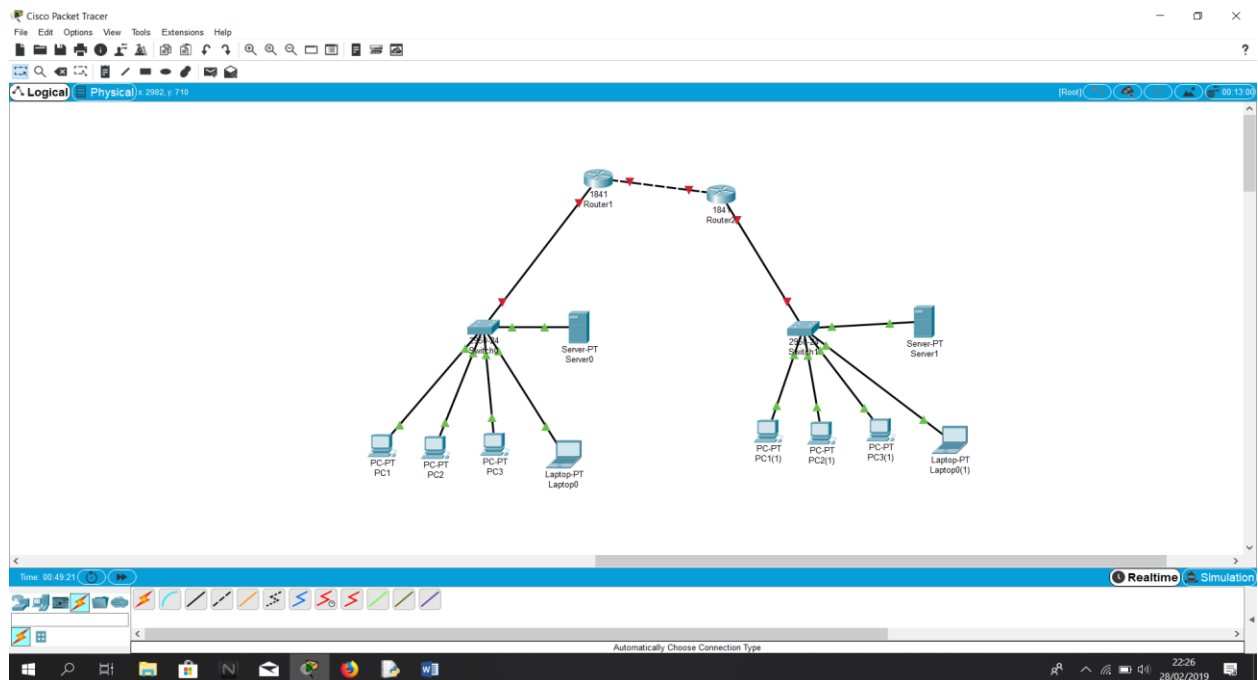 Cisco Packet Tracer
File Edit Options View Tools Extensions Help
?
Logical Physical x: 2982, y: 710 [Root] 00:13:00
1841
Router1
1841
Router2
Server-PT
Server0
Switch0
Server-PT
Server1
Switch1
PC-PT
PC1
PC-PT
PC2
PC-PT
PC3
Laptop-PT
Laptop0
PC-PT
PC1(1)
PC-PT
PC2(1)
PC-PT
PC3(1)
Laptop-PT
Laptop0(1)
Time: 00:49:21 Realtime Simulation
Automatically Choose Connection Type
22:26
28/02/2019